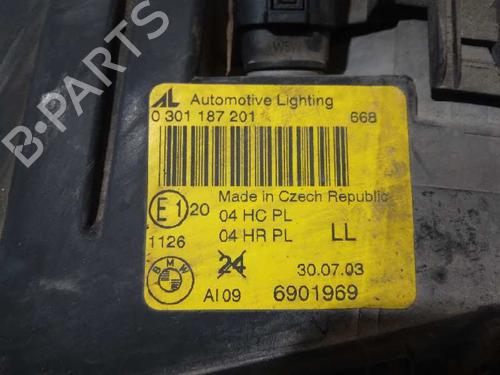 W5W
AL Automotive Lighting
0 301 187 201 668
Made in Czech Republic
E1 20 04 HC PL
1126 04 HR PL LL
BMW 24 30.07.03
AI 09 6901969
B-PARTS